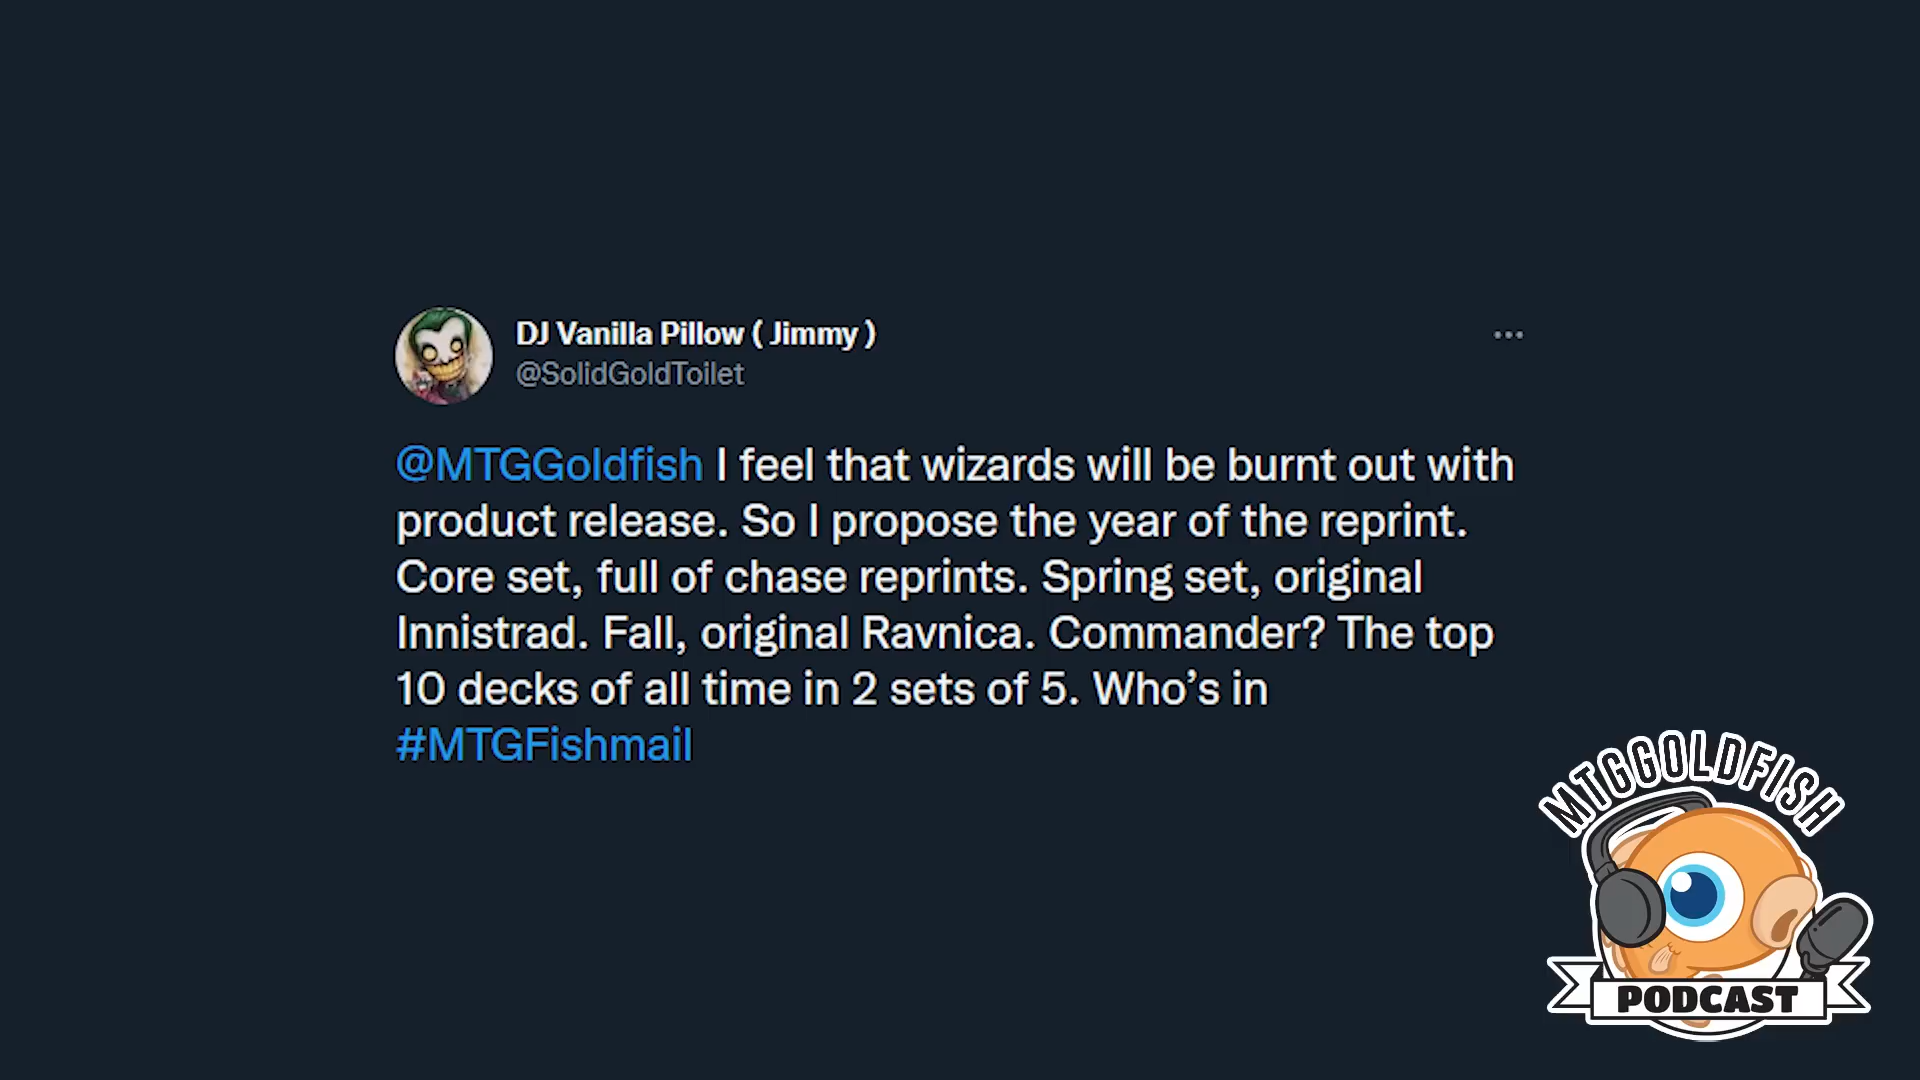 DJ Vanilla Pillow ( Jimmy )
@SolidGoldToilet
@MTGGoldfish I feel that wizards will be burnt out with
product release. So I propose the year of the reprint.
Core set, full of chase reprints. Spring set, original
Innistrad. Fall, original Ravnica. Commander? The top
10 decks of all time in 2 sets of 5. Who’s in
#MTGFishmail
MTGGOLDFISH
PODCAST